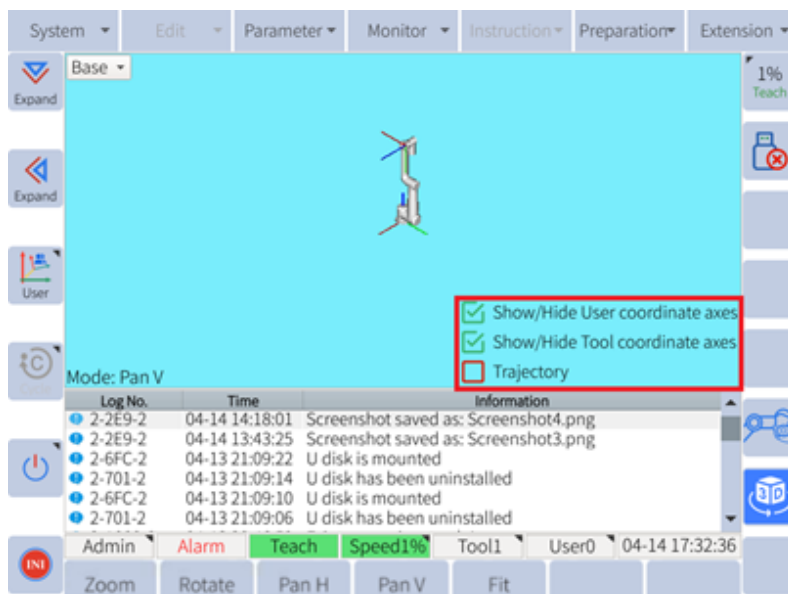 System Edit Parameter Monitor Instruction Preparation Extension
Base
Expand
1%
Teach
Expand
User
Show/Hide User coordinate axes
Show/Hide Tool coordinate axes
Trajectory
Mode: Pan V
Log No. Time Information
2-2E9-2 04-14 14:18:01 Screenshot saved as: Screenshot4.png
2-2E9-2 04-14 13:43:25 Screenshot saved as: Screenshot3.png
2-6FC-2 04-13 21:09:22 U disk is mounted
2-701-2 04-13 21:09:14 U disk has been uninstalled
2-6FC-2 04-13 21:09:10 U disk is mounted
2-701-2 04-13 21:09:06 U disk has been uninstalled
3D
Admin Alarm Teach Speed1% Tool1 User0 04-14 17:32:36
INI
Zoom Rotate Pan H Pan V Fit